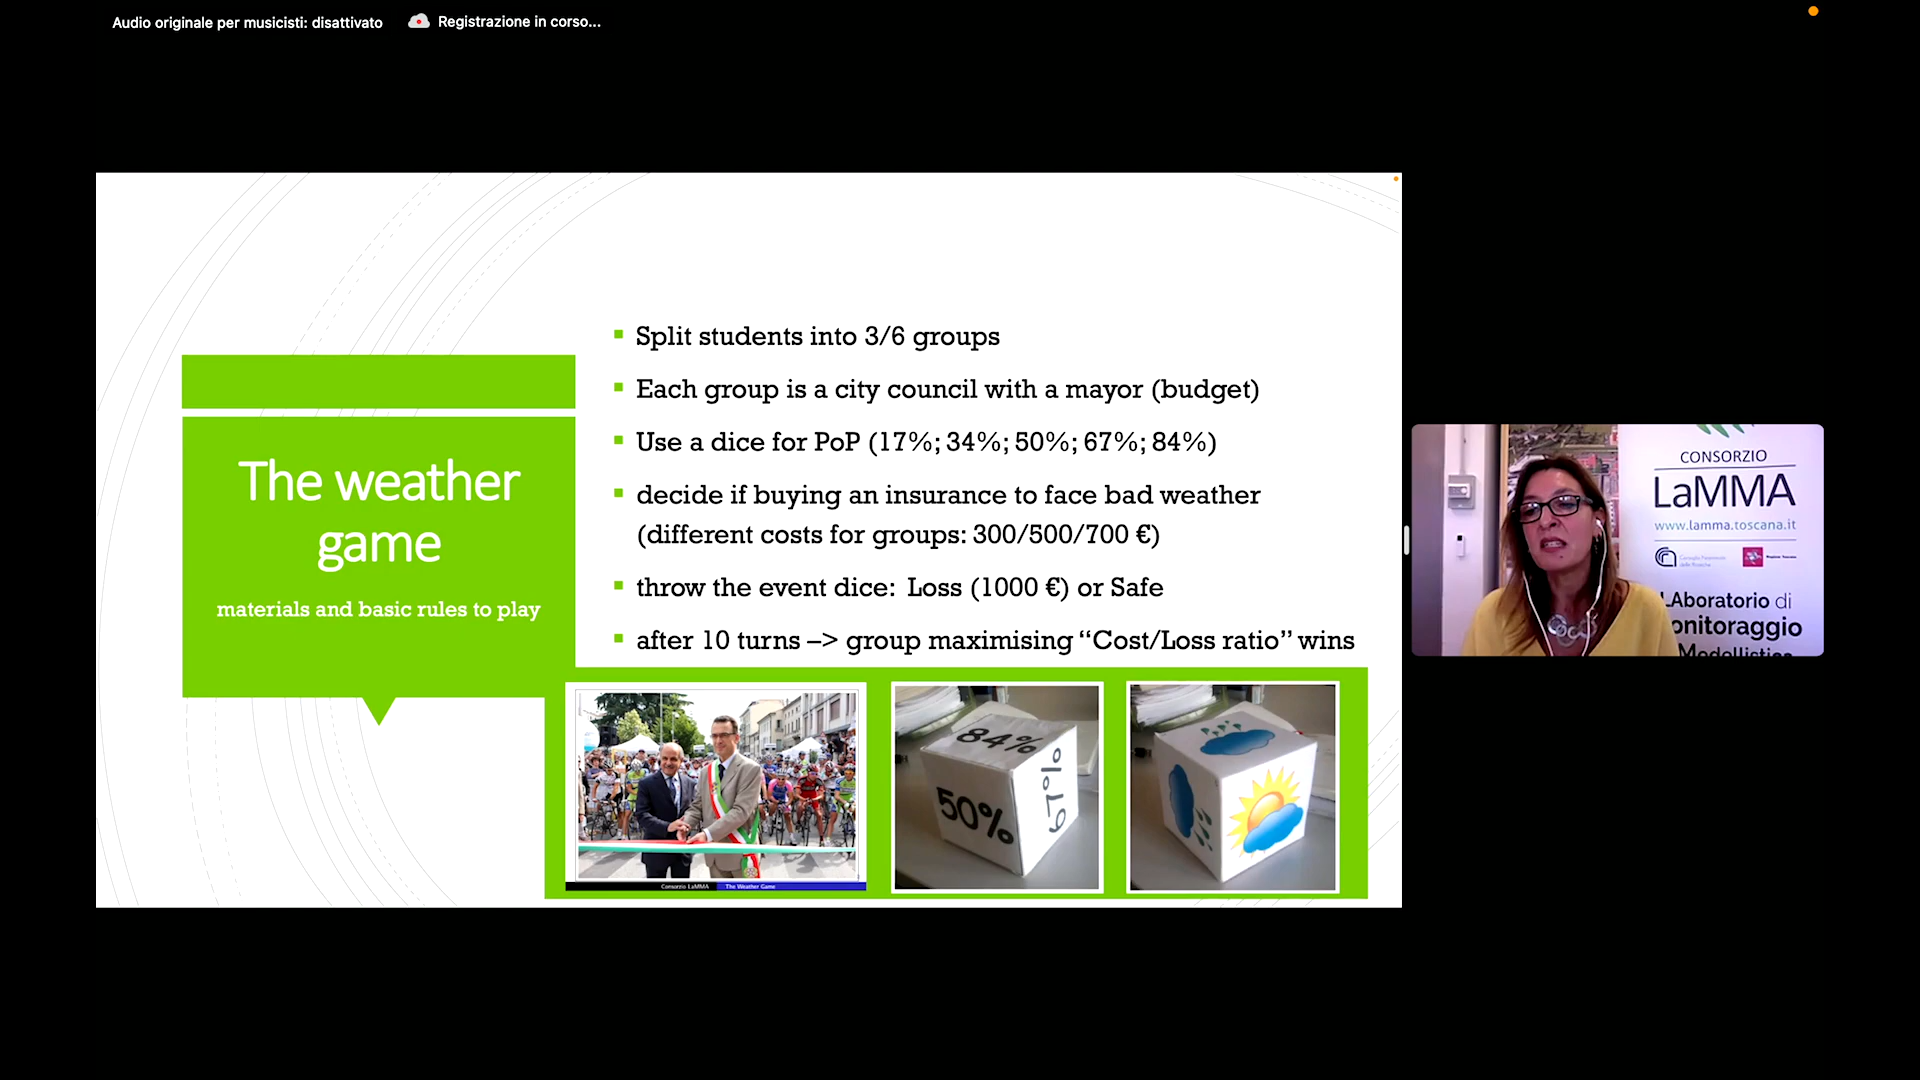 Audio originale per musicisti: disattivato
Registrazione in corso...
The weather
game
materials and basic rules to play
Split students into 3/6 groups
Each group is a city council with a mayor (budget)
Use a dice for PoP (17%; 34%; 50%; 67%; 84%)
decide if buying an insurance to face bad weather
(different costs for groups: 300/500/700 €)
throw the event dice: Loss (1000 €) or Safe
after 10 turns –> group maximising “Cost/Loss ratio” wins
Consorzio LaMMA The Weather Game
84%
50%
67%
CONSORZIO
LaMMA
www.lamma.toscana.it
LAboratorio di
onitoraggio
Modellistica